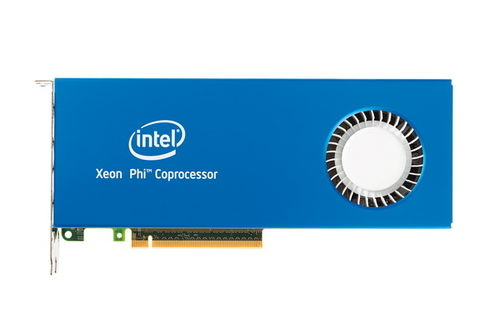 intel
Xeon Phi™ Coprocessor